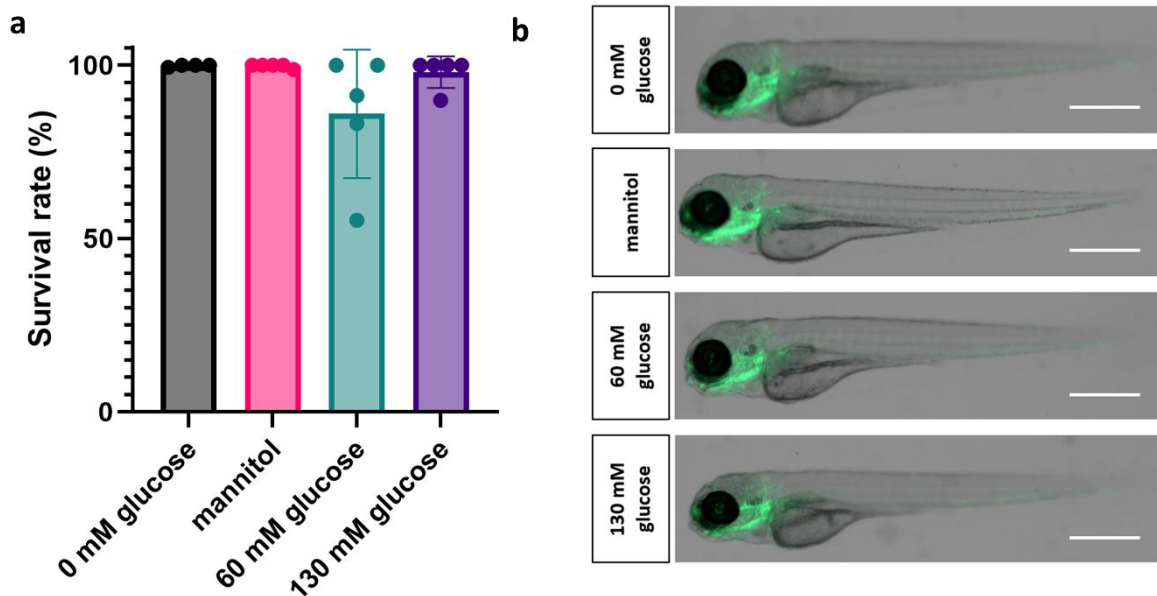 a
Survival rate (%)
100
50
0
0 mM glucose
mannitol
60 mM glucose
130 mM glucose
b
0 mM
glucose
mannitol
60 mM
glucose
130 mM
glucose